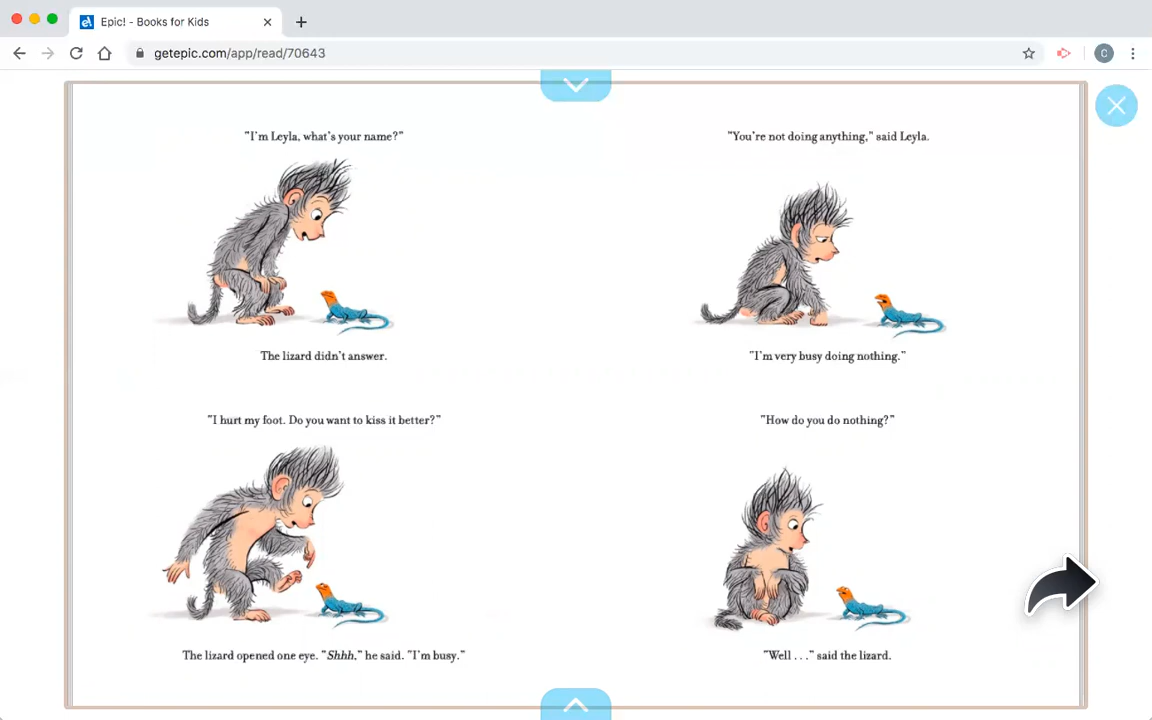 Epic! - Books for Kids
getepic.com/app/read/70643
C
"I'm Leyla, what's your name?"
The lizard didn't answer.
"I hurt my foot. Do you want to kiss it better?"
The lizard opened one eye. "Shhh," he said. "I'm busy."
"You're not doing anything," said Leyla.
"I'm very busy doing nothing."
"How do you do nothing?"
"Well . . ." said the lizard.